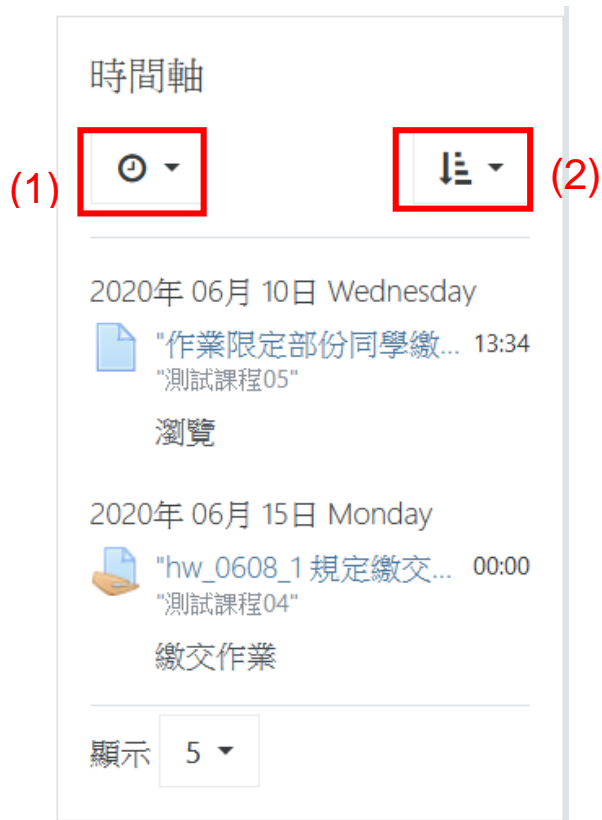 時間軸
(1)
(2)
2020年 06月 10日 Wednesday
"作業限定部份同學繳... 13:34
"測試課程05"
瀏覽
2020年 06月 15日 Monday
"hw_0608_1 規定繳交... 00:00
"測試課程04"
繳交作業
顯示 5